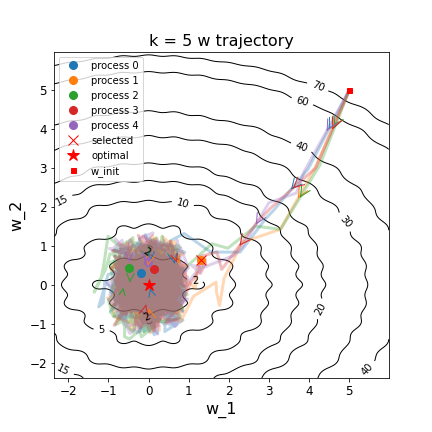 k = 5 w trajectory
process 0
process 1
process 2
process 3
process 4
selected
optimal
w_init
w_2
5
4
3
2
1
0
−1
−2
−2
−1
0
1
2
3
4
5
w_1
70
60
40
30
20
40
15
10
15
5
2
2
2